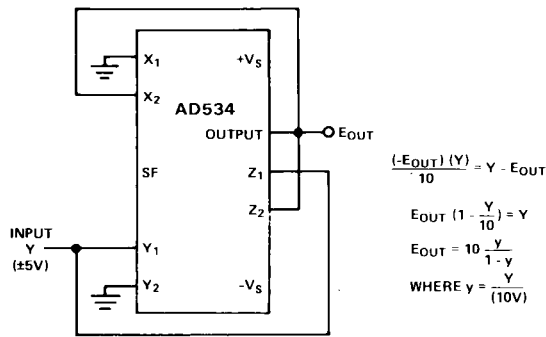 X1
+VS
X2
AD534
OUTPUT
EOUT
SF
Z1
Z2
INPUT
Y
(±5V)
Y1
Y2
-VS
(-EOUT) (Y)
10
= Y - EOUT
EOUT (1 - Y/10) = Y
EOUT = 10 y/(1 - y)
WHERE y = Y/(10V)